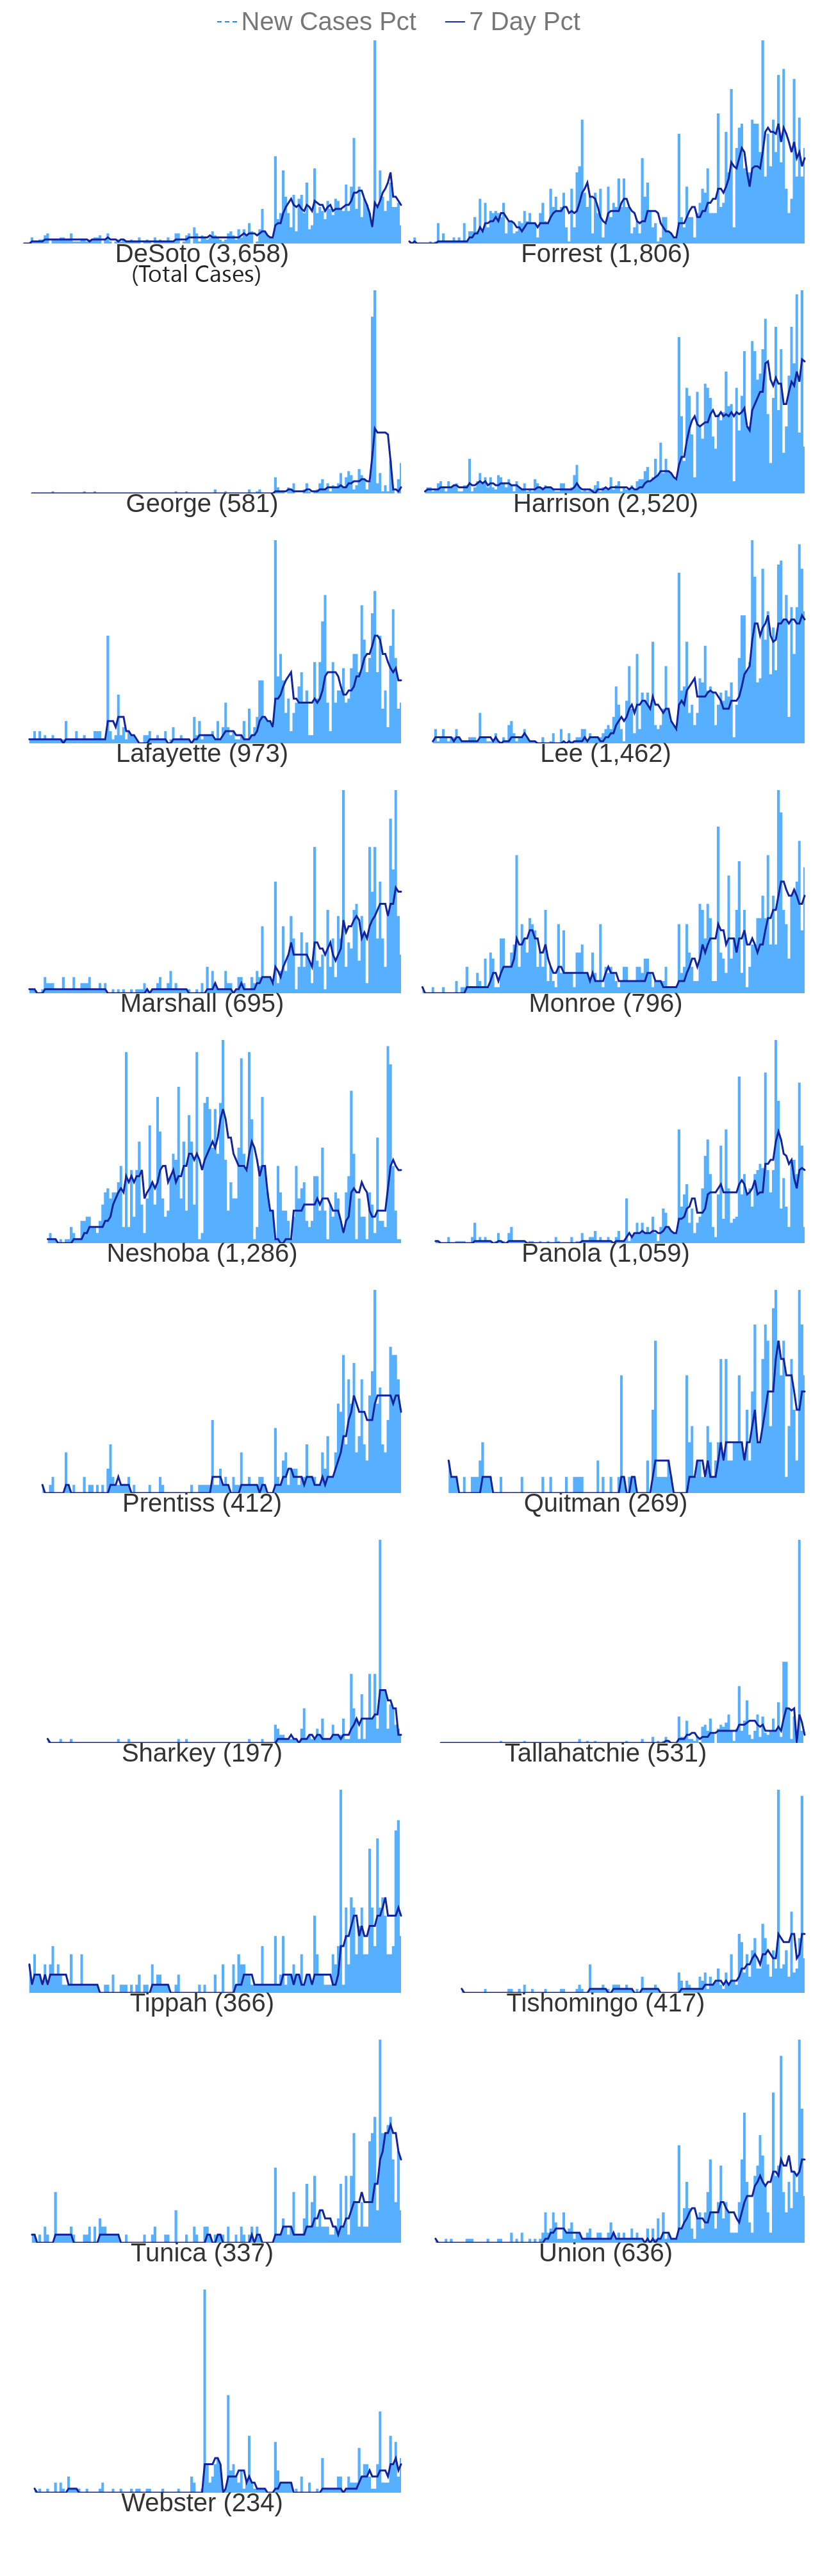 New Cases Pct 7 Day Pct
DeSoto (3,658) Forrest (1,806)
(Total Cases)
George (581) Harrison (2,520)
Lafayette (973) Lee (1,462)
Marshall (695) Monroe (796)
Neshoba (1,286) Panola (1,059)
Prentiss (412) Quitman (269)
Sharkey (197) Tallahatchie (531)
Tippah (366) Tishomingo (417)
Tunica (337) Union (636)
Webster (234)